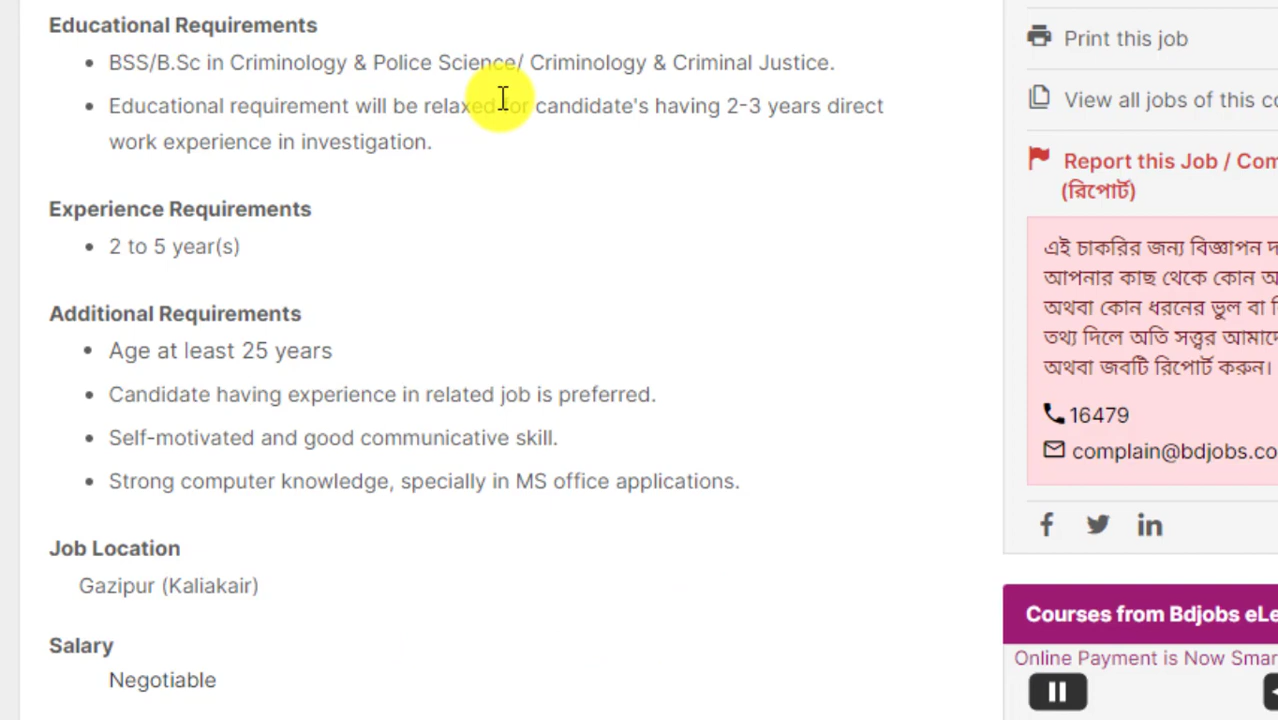 Educational Requirements
BSS/B.Sc in Criminology & Police Science/ Criminology & Criminal Justice.
Educational requirement will be relaxed for candidate's having 2-3 years direct
work experience in investigation.
Experience Requirements
2 to 5 year(s)
Additional Requirements
Age at least 25 years
Candidate having experience in related job is preferred.
Self-motivated and good communicative skill.
Strong computer knowledge, specially in MS office applications.
Job Location
Gazipur (Kaliakair)
Salary
Negotiable
Print this job
View all jobs of this
Report this Job /
(রিপোর্ট)
এই চাকরির জন্য বিজ্ঞাপন
আপনার কাছ থেকে কোন
অথবা কোন ধরনের ভুল বা
তথ্য দিলে অতি সত্ত্বর
অথবা জবটি রিপোর্ট করুন।
16479
complain@bdjobs.co
Courses from Bdjobs
Online Payment is Now